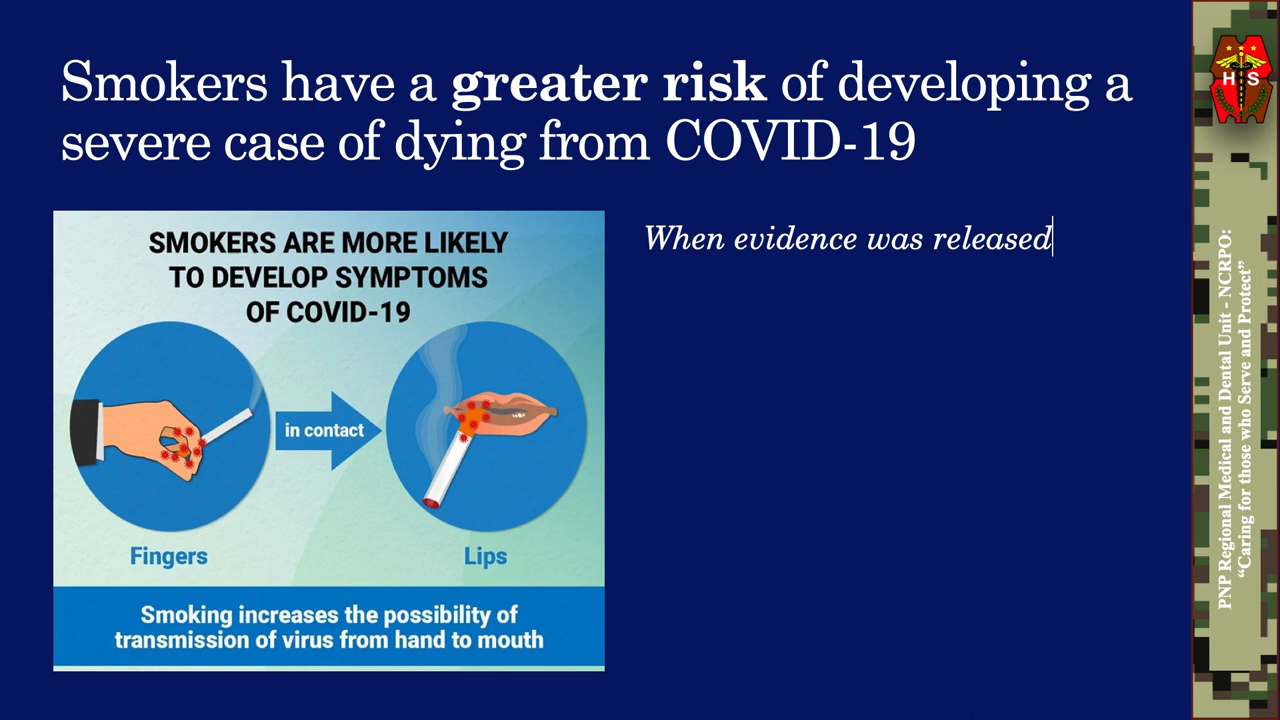 Smokers have a greater risk of developing a
severe case of dying from COVID-19
SMOKERS ARE MORE LIKELY
TO DEVELOP SYMPTOMS
OF COVID-19
in contact
Fingers
Lips
Smoking increases the possibility of
transmission of virus from hand to mouth
When evidence was released
H S
PNP Regional Medical and Dental Unit - NCRPO:
“Caring for those who Serve and Protect”